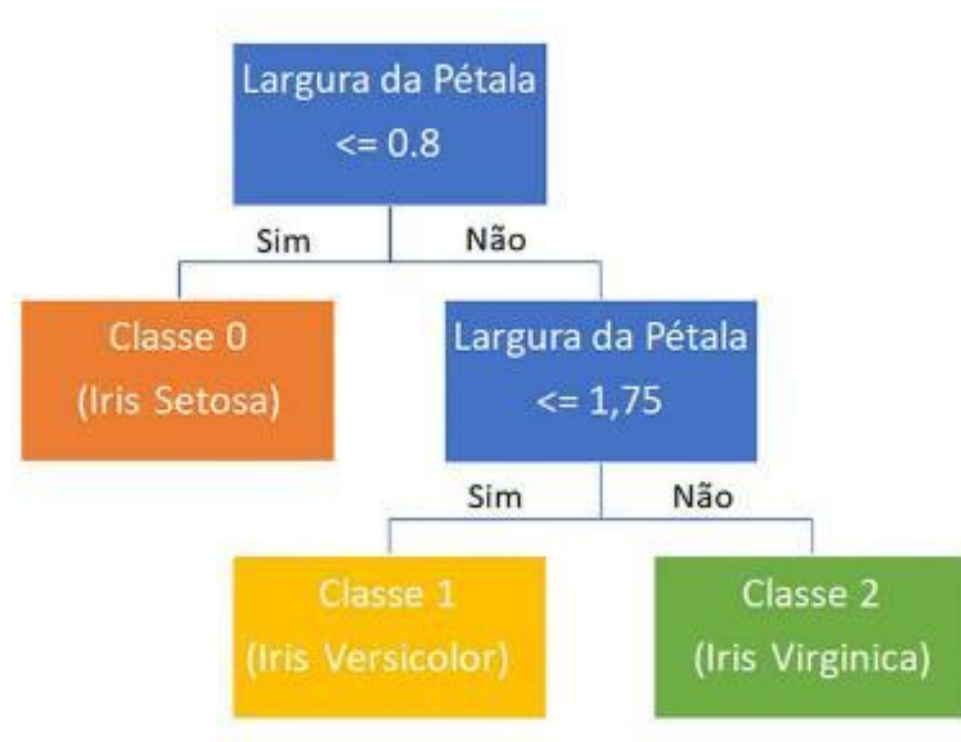 Largura da Pétala
<= 0.8
Sim
Não
Classe 0
(Iris Setosa)
Largura da Pétala
<= 1,75
Sim
Não
Classe 1
(Iris Versicolor)
Classe 2
(Iris Virginica)